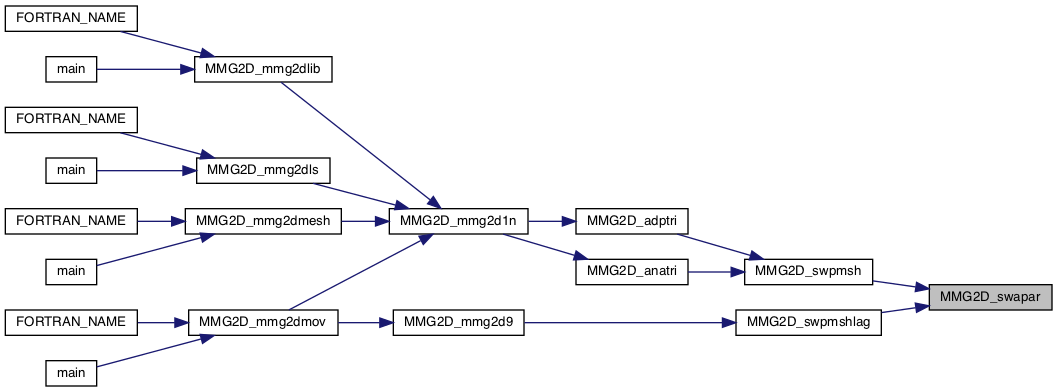 FORTRAN_NAME
main
MMG2D_mmg2dlib
FORTRAN_NAME
main
MMG2D_mmg2dls
FORTRAN_NAME
MMG2D_mmg2dmesh
MMG2D_mmg2d1n
MMG2D_adptri
main
MMG2D_anatri
MMG2D_swpmsh
MMG2D_swapar
FORTRAN_NAME
MMG2D_mmg2dmov
MMG2D_mmg2d9
MMG2D_swpmshlag
main